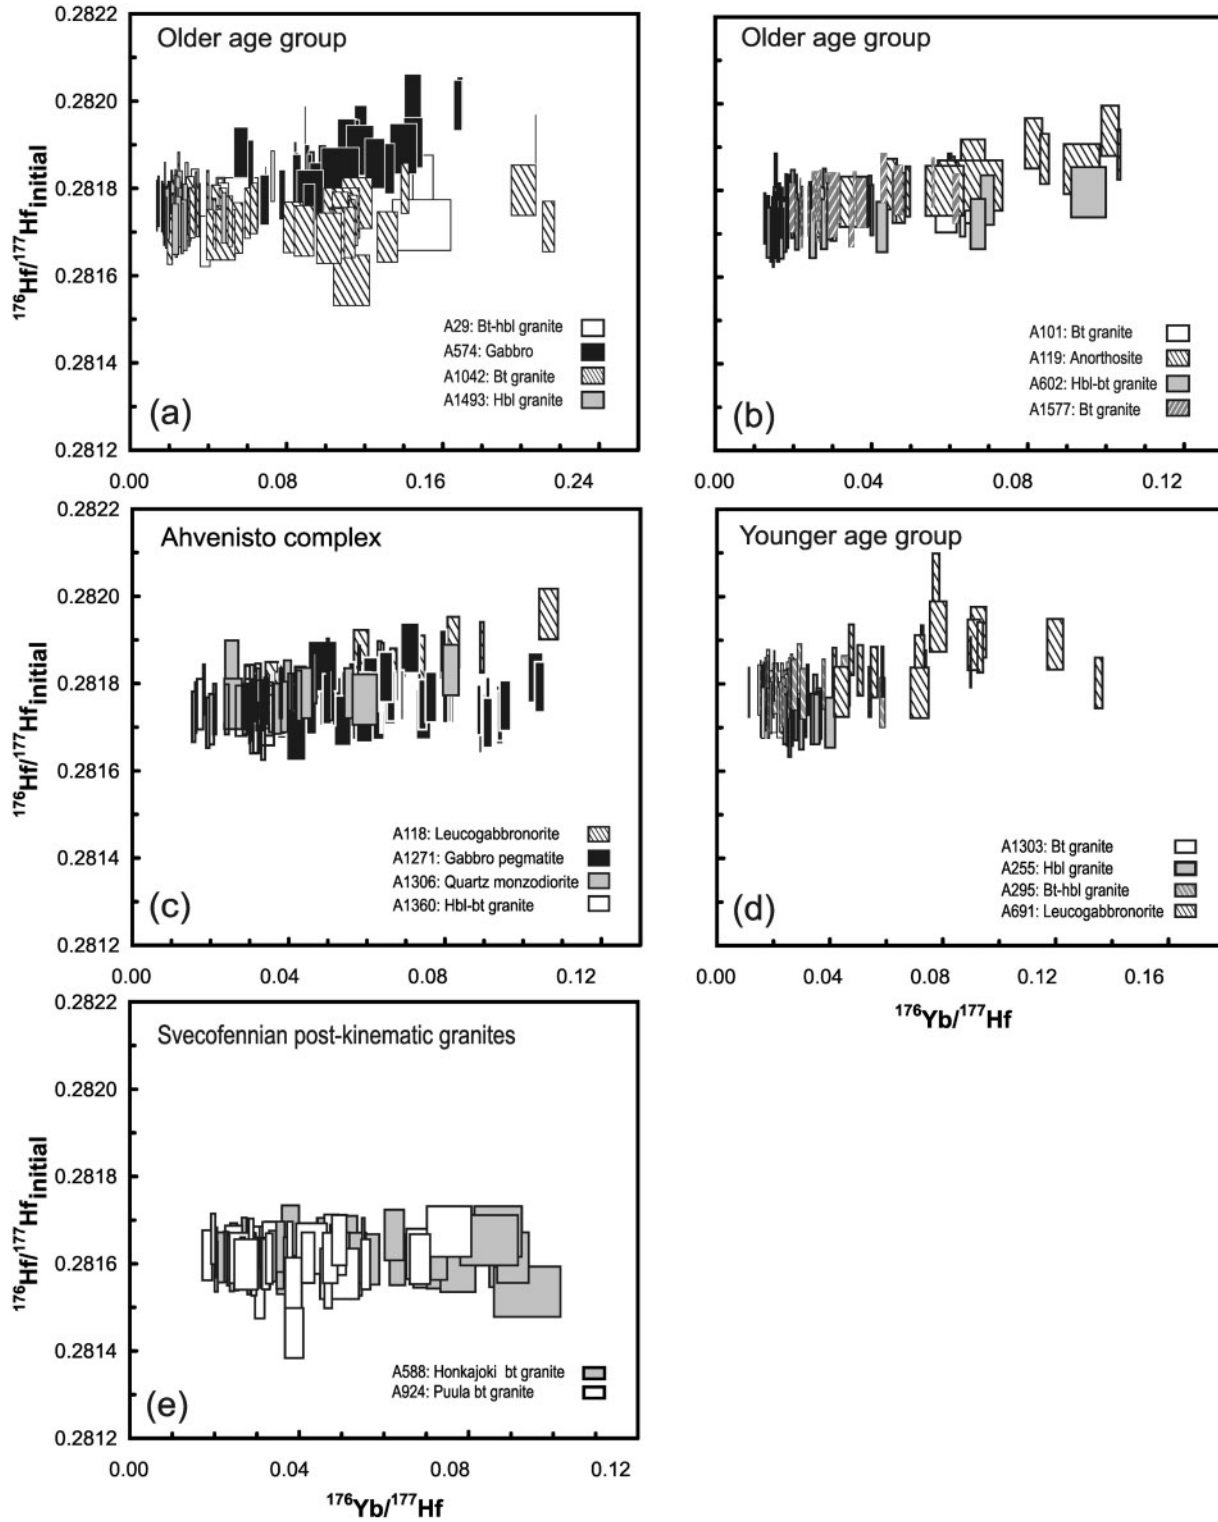 Older age group
0.2822
0.2820
0.2818
0.2816
0.2814
0.2812
176Hf/177Hfinitial
A29: Bt-hbl granite
A574: Gabbro
A1042: Bt granite
A1493: Hbl granite
(a)
0.00 0.08 0.16 0.24
Older age group
A101: Bt granite
A119: Anorthosite
A602: Hbl-bt granite
A1577: Bt granite
(b)
0.00 0.04 0.08 0.12
Ahvenisto complex
0.2822
0.2820
0.2818
0.2816
0.2814
0.2812
176Hf/177Hfinitial
A118: Leucogabbronorite
A1271: Gabbro pegmatite
A1306: Quartz monzodiorite
A1360: Hbl-bt granite
(c)
0.00 0.04 0.08 0.12
Younger age group
A1303: Bt granite
A255: Hbl granite
A295: Bt-hbl granite
A691: Leucogabbronorite
(d)
0.00 0.04 0.08 0.12 0.16
176Yb/177Hf
Svecofennian post-kinematic granites
0.2822
0.2820
0.2818
0.2816
0.2814
0.2812
176Hf/177Hfinitial
A588: Honkajoki bt granite
A924: Puula bt granite
(e)
0.00 0.04 0.08 0.12
176Yb/177Hf